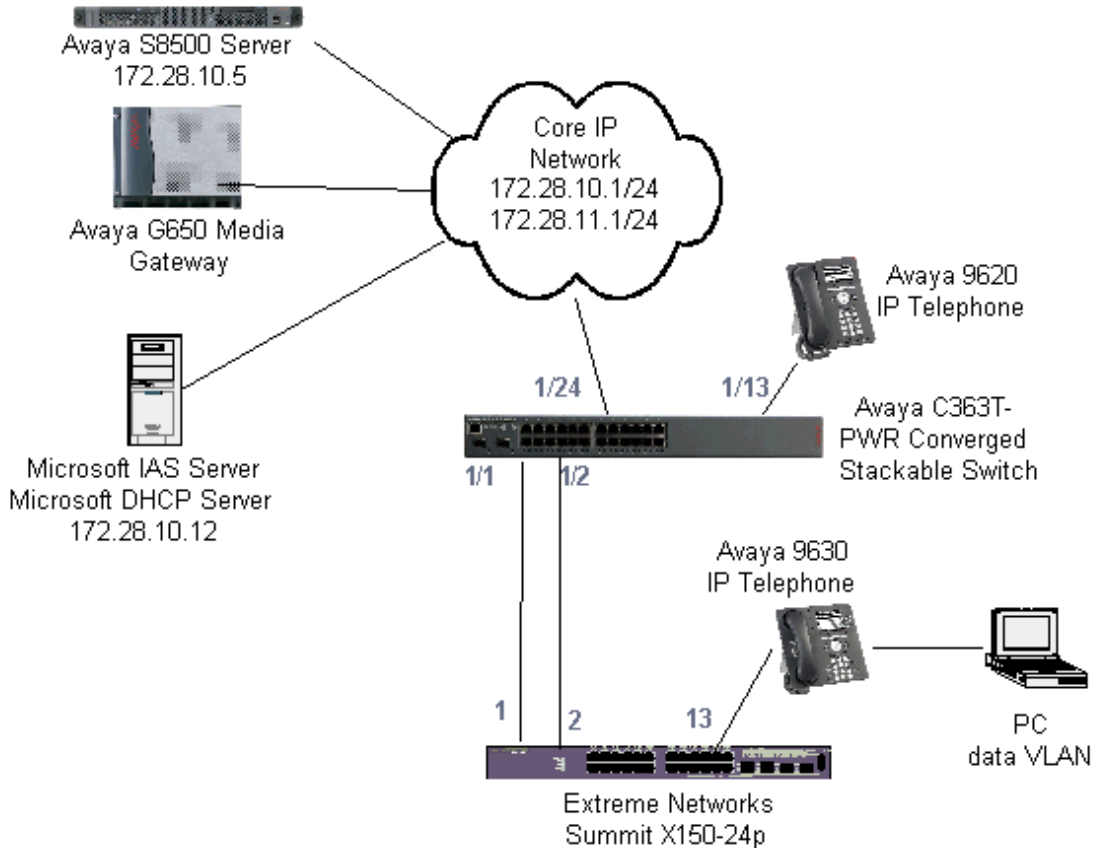 Avaya S8500 Server
172.28.10.5
Avaya G650 Media
Gateway
Microsoft IAS Server
Microsoft DHCP Server
172.28.10.12
Core IP
Network
172.28.10.1/24
172.28.11.1/24
Avaya 9620
IP Telephone
1/24
1/13
Avaya C363T-
PWR Converged
Stackable Switch
1/1
1/2
Avaya 9630
IP Telephone
1
2
13
PC
data VLAN
Extreme Networks
Summit X150-24p